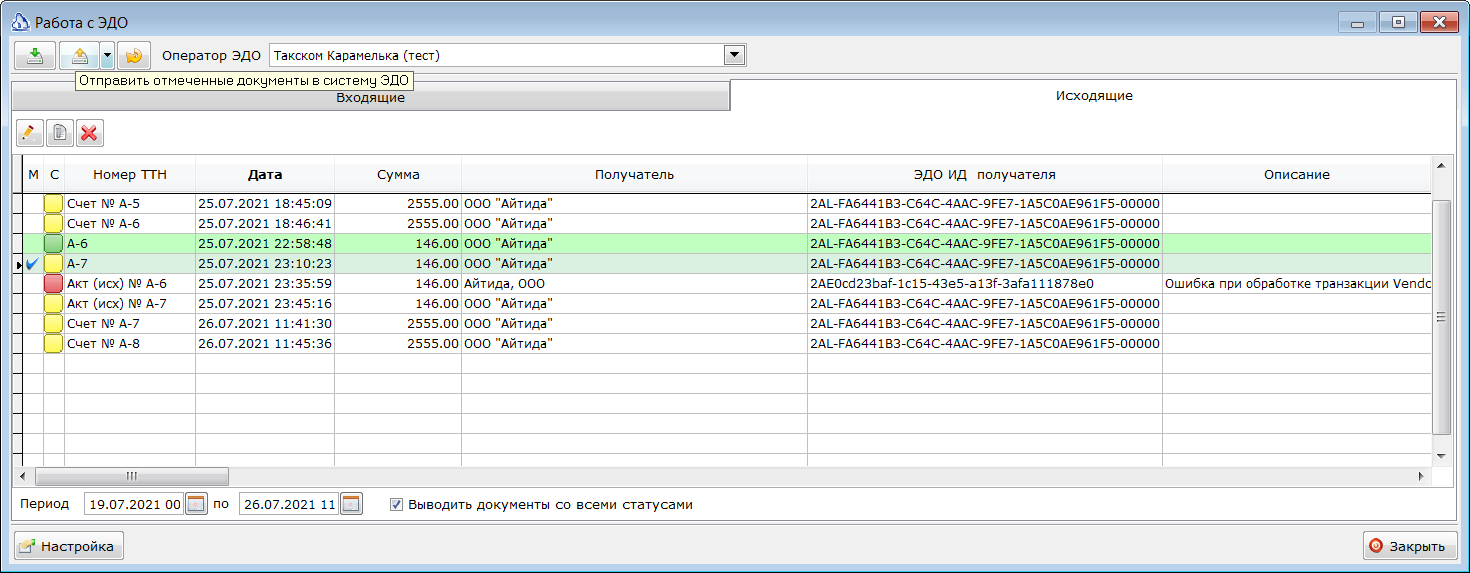 Работа с ЭДО
Оператор ЭДО Такском Карамелька (тест)
Отправить отмеченные документы в систему ЭДО
Входящие Исходящие
М С Номер ТТН Дата Сумма Получатель ЭДО ИД получателя Описание
Счет № А-5 25.07.2021 18:45:09 2555.00 ООО "Айтида" 2AL-FA6441B3-C64C-4AAC-9FE7-1A5C0AE961F5-00000
Счет № А-6 25.07.2021 18:46:41 2555.00 ООО "Айтида" 2AL-FA6441B3-C64C-4AAC-9FE7-1A5C0AE961F5-00000
А-6 25.07.2021 22:58:48 146.00 ООО "Айтида" 2AL-FA6441B3-C64C-4AAC-9FE7-1A5C0AE961F5-00000
А-7 25.07.2021 23:10:23 146.00 ООО "Айтида" 2AL-FA6441B3-C64C-4AAC-9FE7-1A5C0AE961F5-00000
Акт (исх) № А-6 25.07.2021 23:35:59 146.00 Айтида, ООО 2AE0cd23baf-1c15-43e5-a13f-3afa111878e0 Ошибка при обработке транзакции Vendo
Акт (исх) № А-7 25.07.2021 23:45:16 146.00 ООО "Айтида" 2AL-FA6441B3-C64C-4AAC-9FE7-1A5C0AE961F5-00000
Счет № А-7 26.07.2021 11:41:30 2555.00 ООО "Айтида" 2AL-FA6441B3-C64C-4AAC-9FE7-1A5C0AE961F5-00000
Счет № А-8 26.07.2021 11:45:36 2555.00 ООО "Айтида" 2AL-FA6441B3-C64C-4AAC-9FE7-1A5C0AE961F5-00000
Период 19.07.2021 00 по 26.07.2021 11 Выводить документы со всеми статусами
Настройка Закрыть